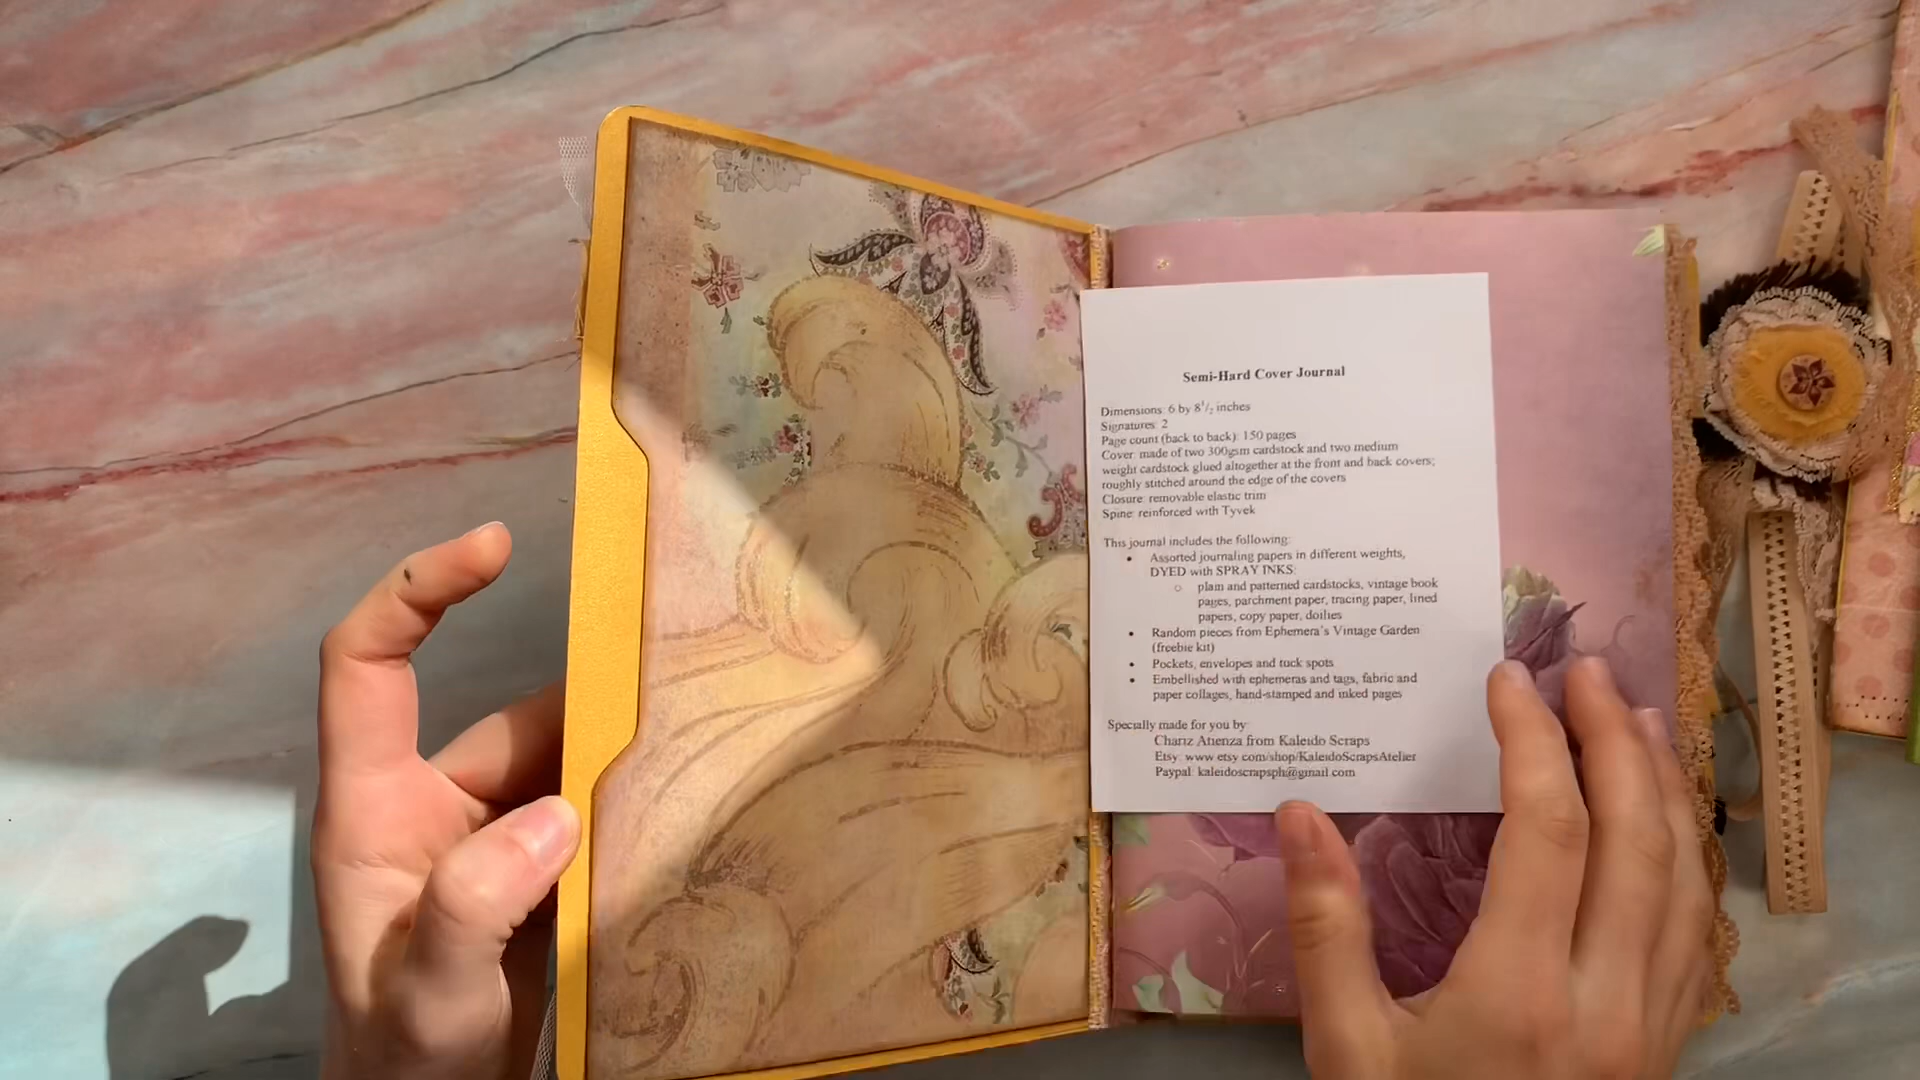 Semi-Hard Cover Journal
Dimensions: 6 by 8 1/2 inches
Signatures: 2
Page count (back to back): 150 pages
Cover: made of two 300gsm cardstock and two medium
weight cardstock glued altogether at the front and back covers;
roughly stitched around the edge of the covers
Closure: removable elastic trim
Spine: reinforced with Tyvek
This journal includes the following:
• Assorted journaling papers in different weights,
DYED with SPRAY INKS:
o plain and patterned cardstocks, vintage book
pages, parchment paper, tracing paper, lined
papers, copy paper, doilies
• Random pieces from Ephemera's Vintage Garden
(freebie kit)
• Pockets, envelopes and tuck spots
• Embellished with ephemeras and tags, fabric and
paper collages, hand-stamped and inked pages
Specially made for you by:
Chariz Atienza from Kaleido Scraps
Etsy: www.etsy.com/shop/KaleidoScrapsAtelier
Paypal: kaleidoscrapsph@gmail.com